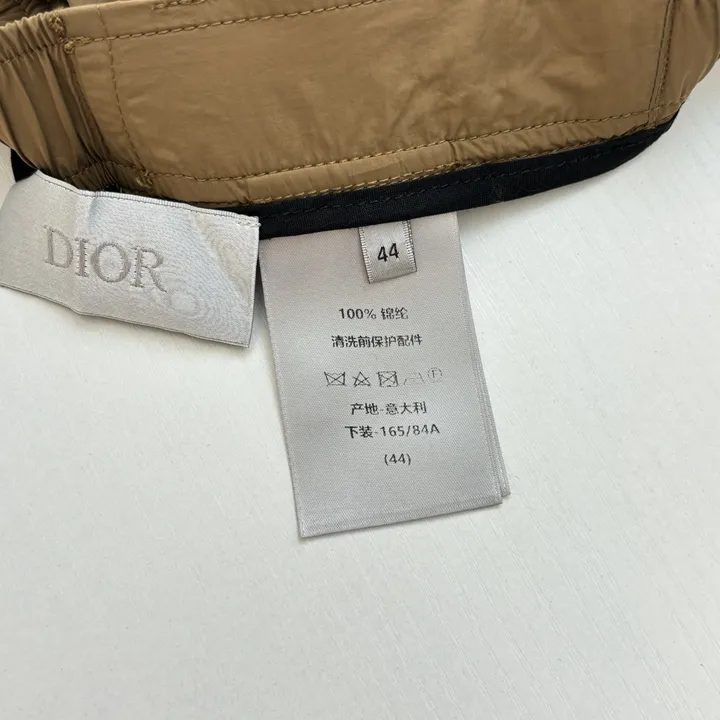 DIOR
44
100% 锦纶
清洗前保护配件
F
产地-意大利
下装-165/84A
(44)